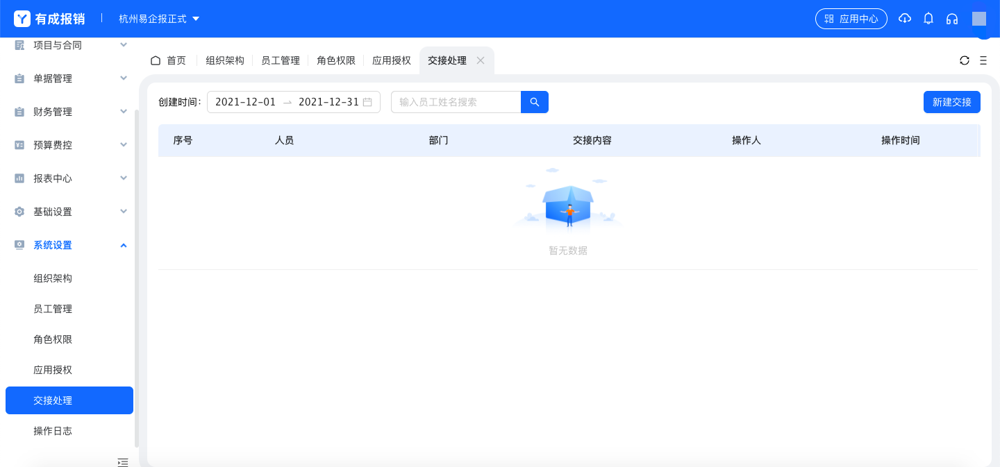 有成报销
杭州易企报正式
应用中心
项目与合同
单据管理
财务管理
预算费控
报表中心
基础设置
系统设置
组织架构
员工管理
角色权限
应用授权
交接处理
操作日志
首页 组织架构 员工管理 角色权限 应用授权 交接处理
创建时间: 2021-12-01 → 2021-12-31 输入员工姓名搜索 新建交接
序号 人员 部门 交接内容 操作人 操作时间
暂无数据